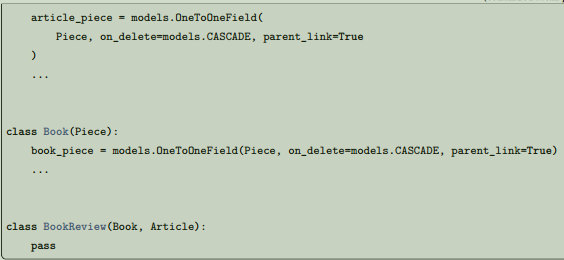 article_piece = models.OneToOneField(
        Piece, on_delete=models.CASCADE, parent_link=True
    )
    ...
class Book(Piece):
    book_piece = models.OneToOneField(Piece, on_delete=models.CASCADE, parent_link=True)
    ...
class BookReview(Book, Article):
    pass